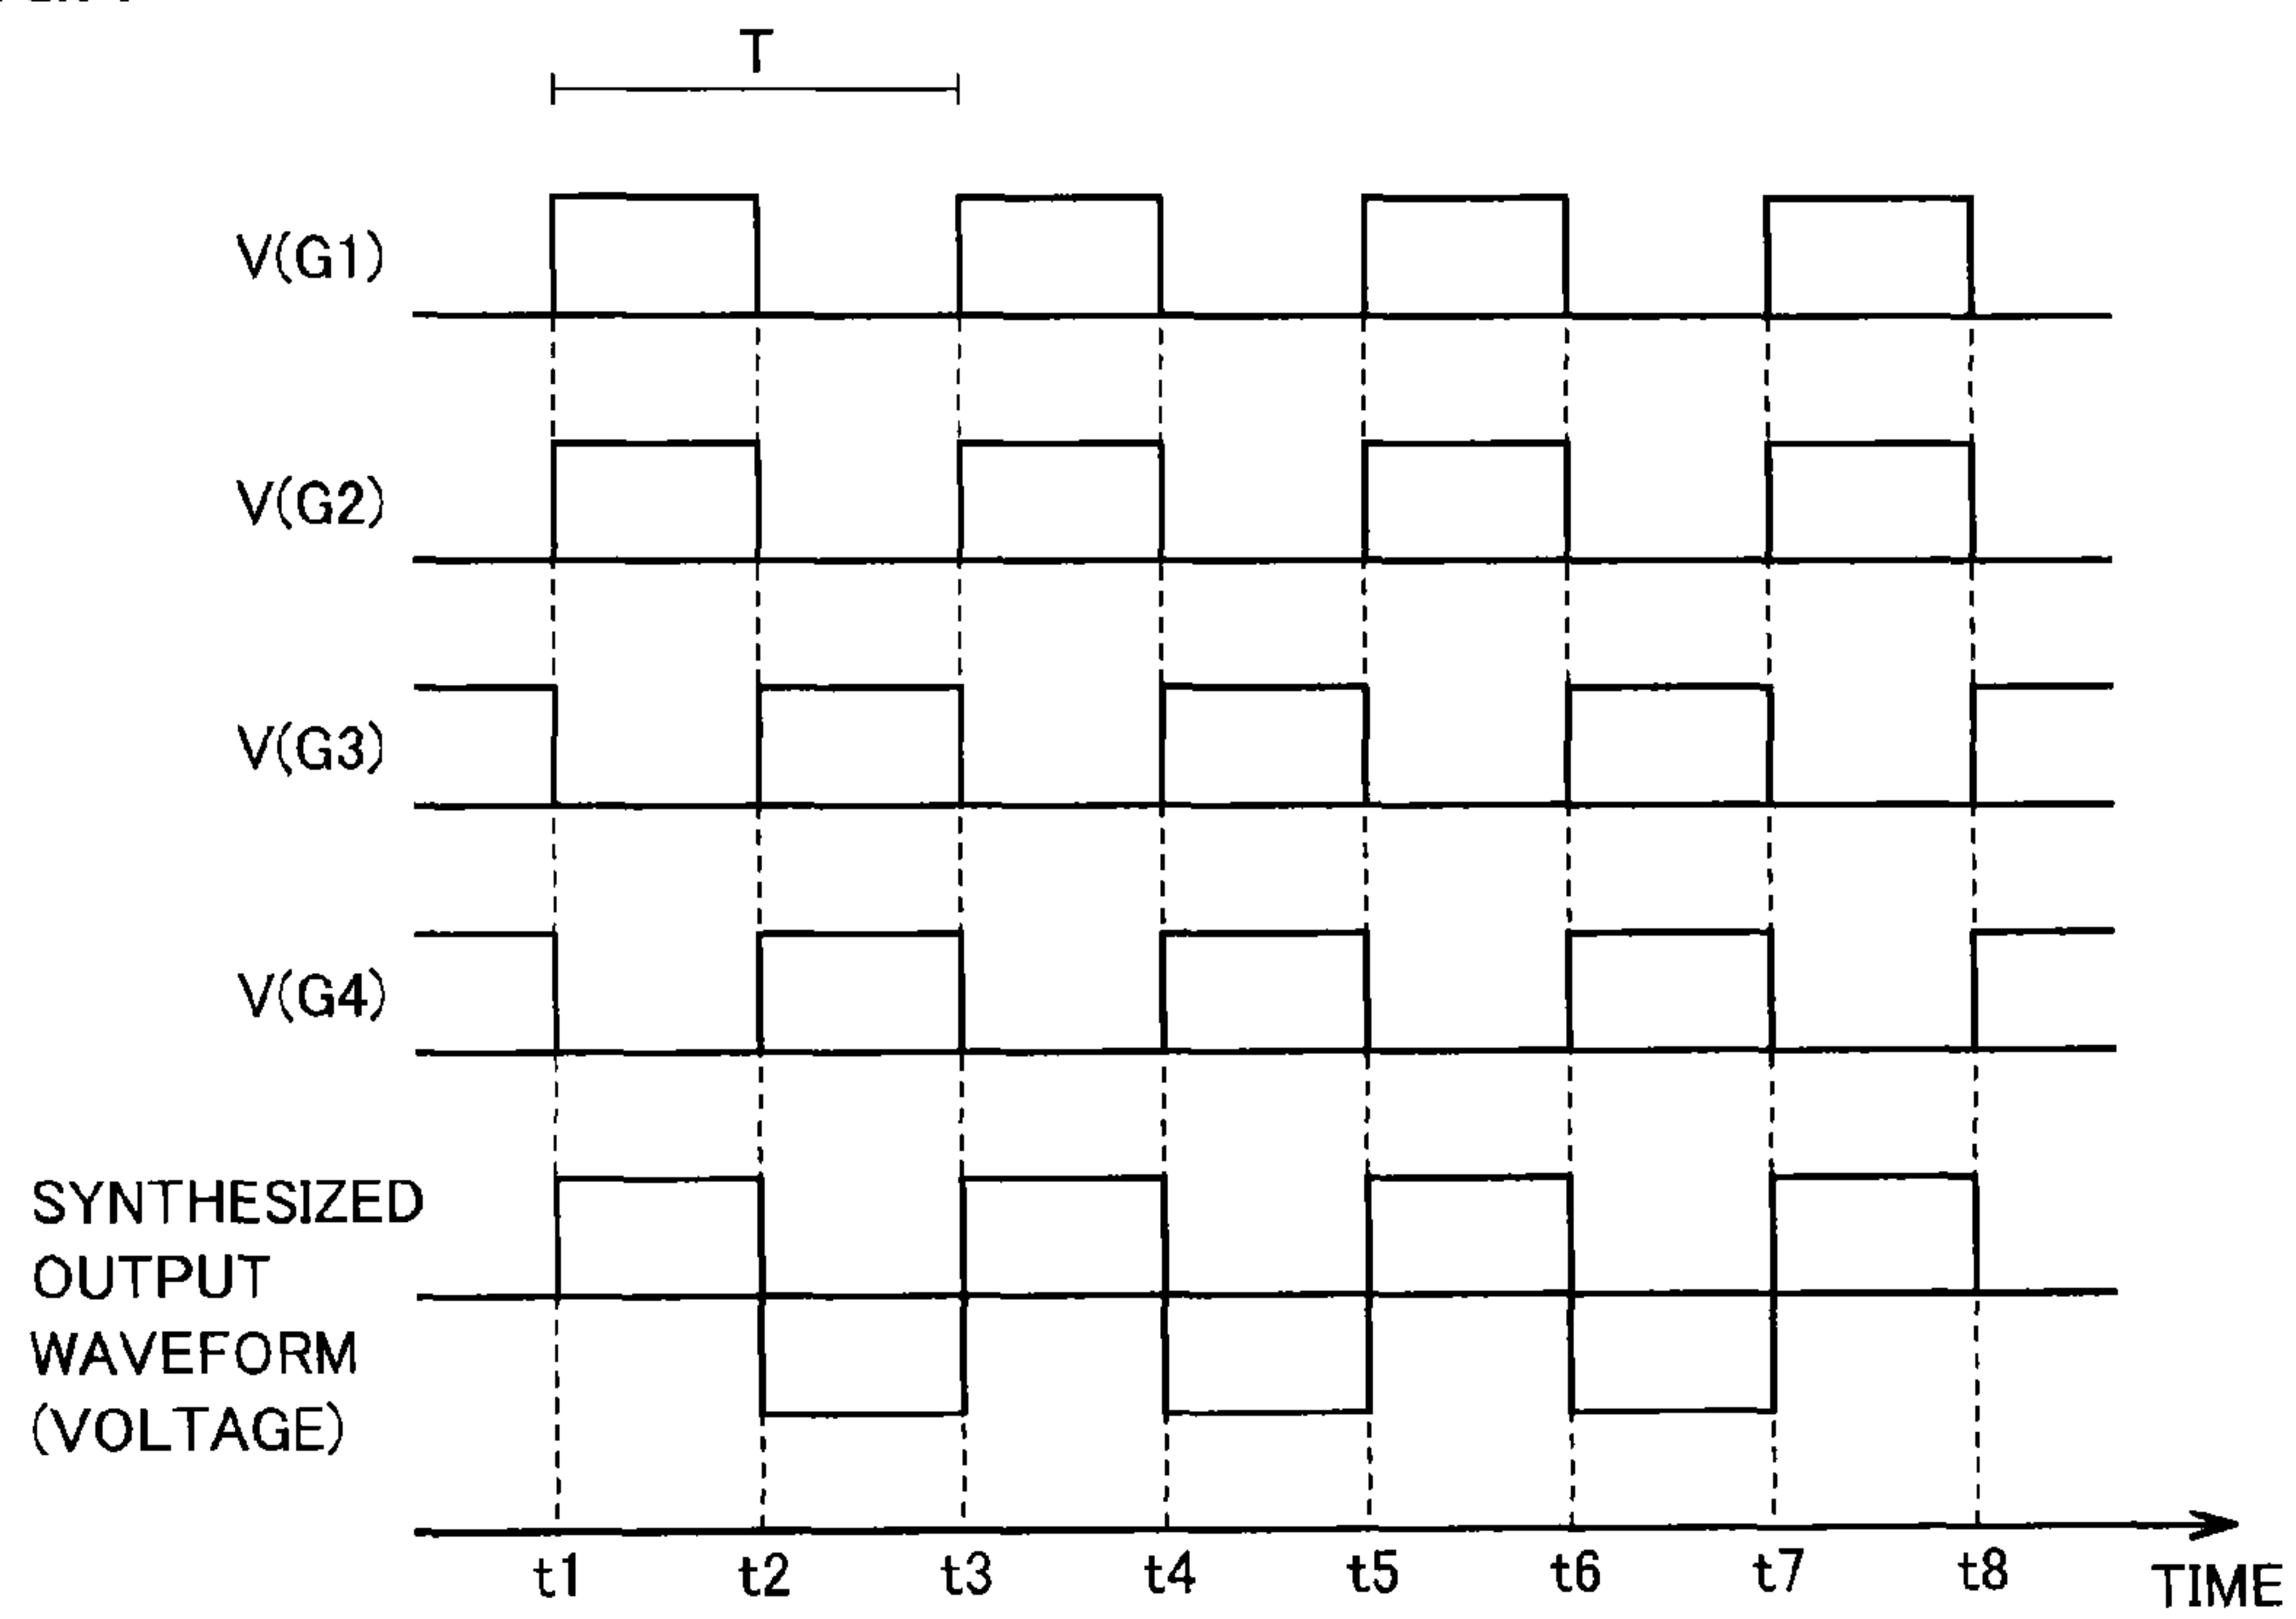 T
V(G1)
V(G2)
V(G3)
V(G4)
SYNTHESIZED
OUTPUT
WAVEFORM
(VOLTAGE)
t1 t2 t3 t4 t5 t6 t7 t8
TIME